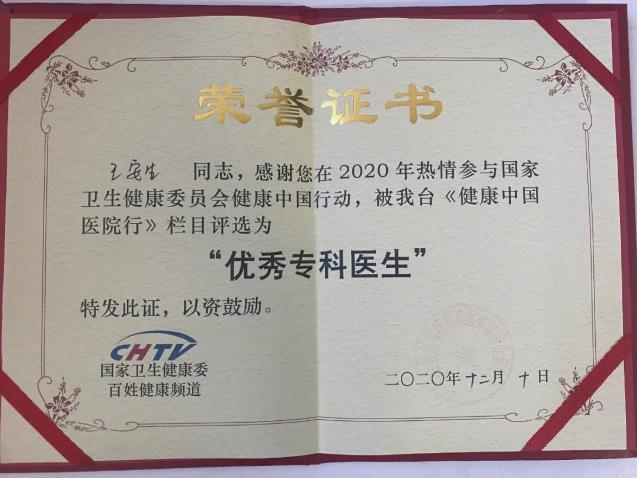 荣誉证书
王安生 同志，感谢您在2020年热情参与国家
卫生健康委员会健康中国行动，被我台《健康中国
医院行》栏目评选为
“优秀专科医生”
特发此证，以资鼓励。
CHTV
国家卫生健康委
百姓健康频道
二〇二〇年十二月十日